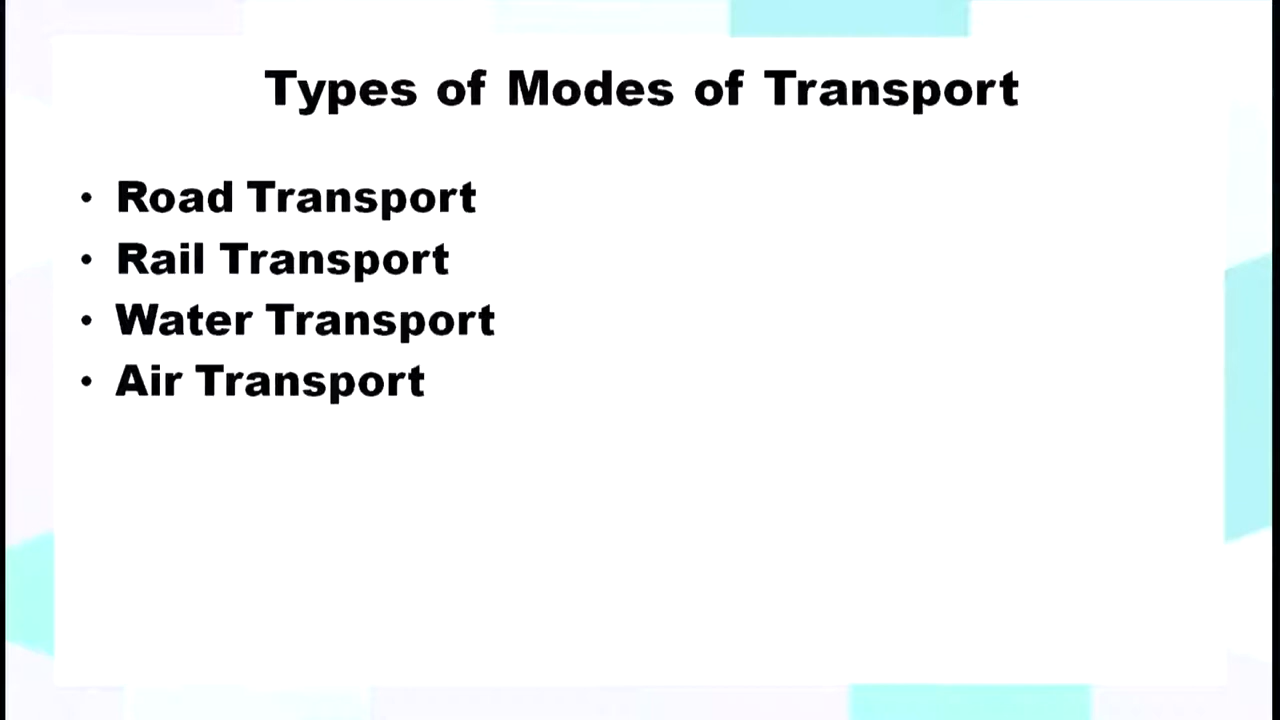 Types of Modes of Transport
• Road Transport
• Rail Transport
• Water Transport
• Air Transport